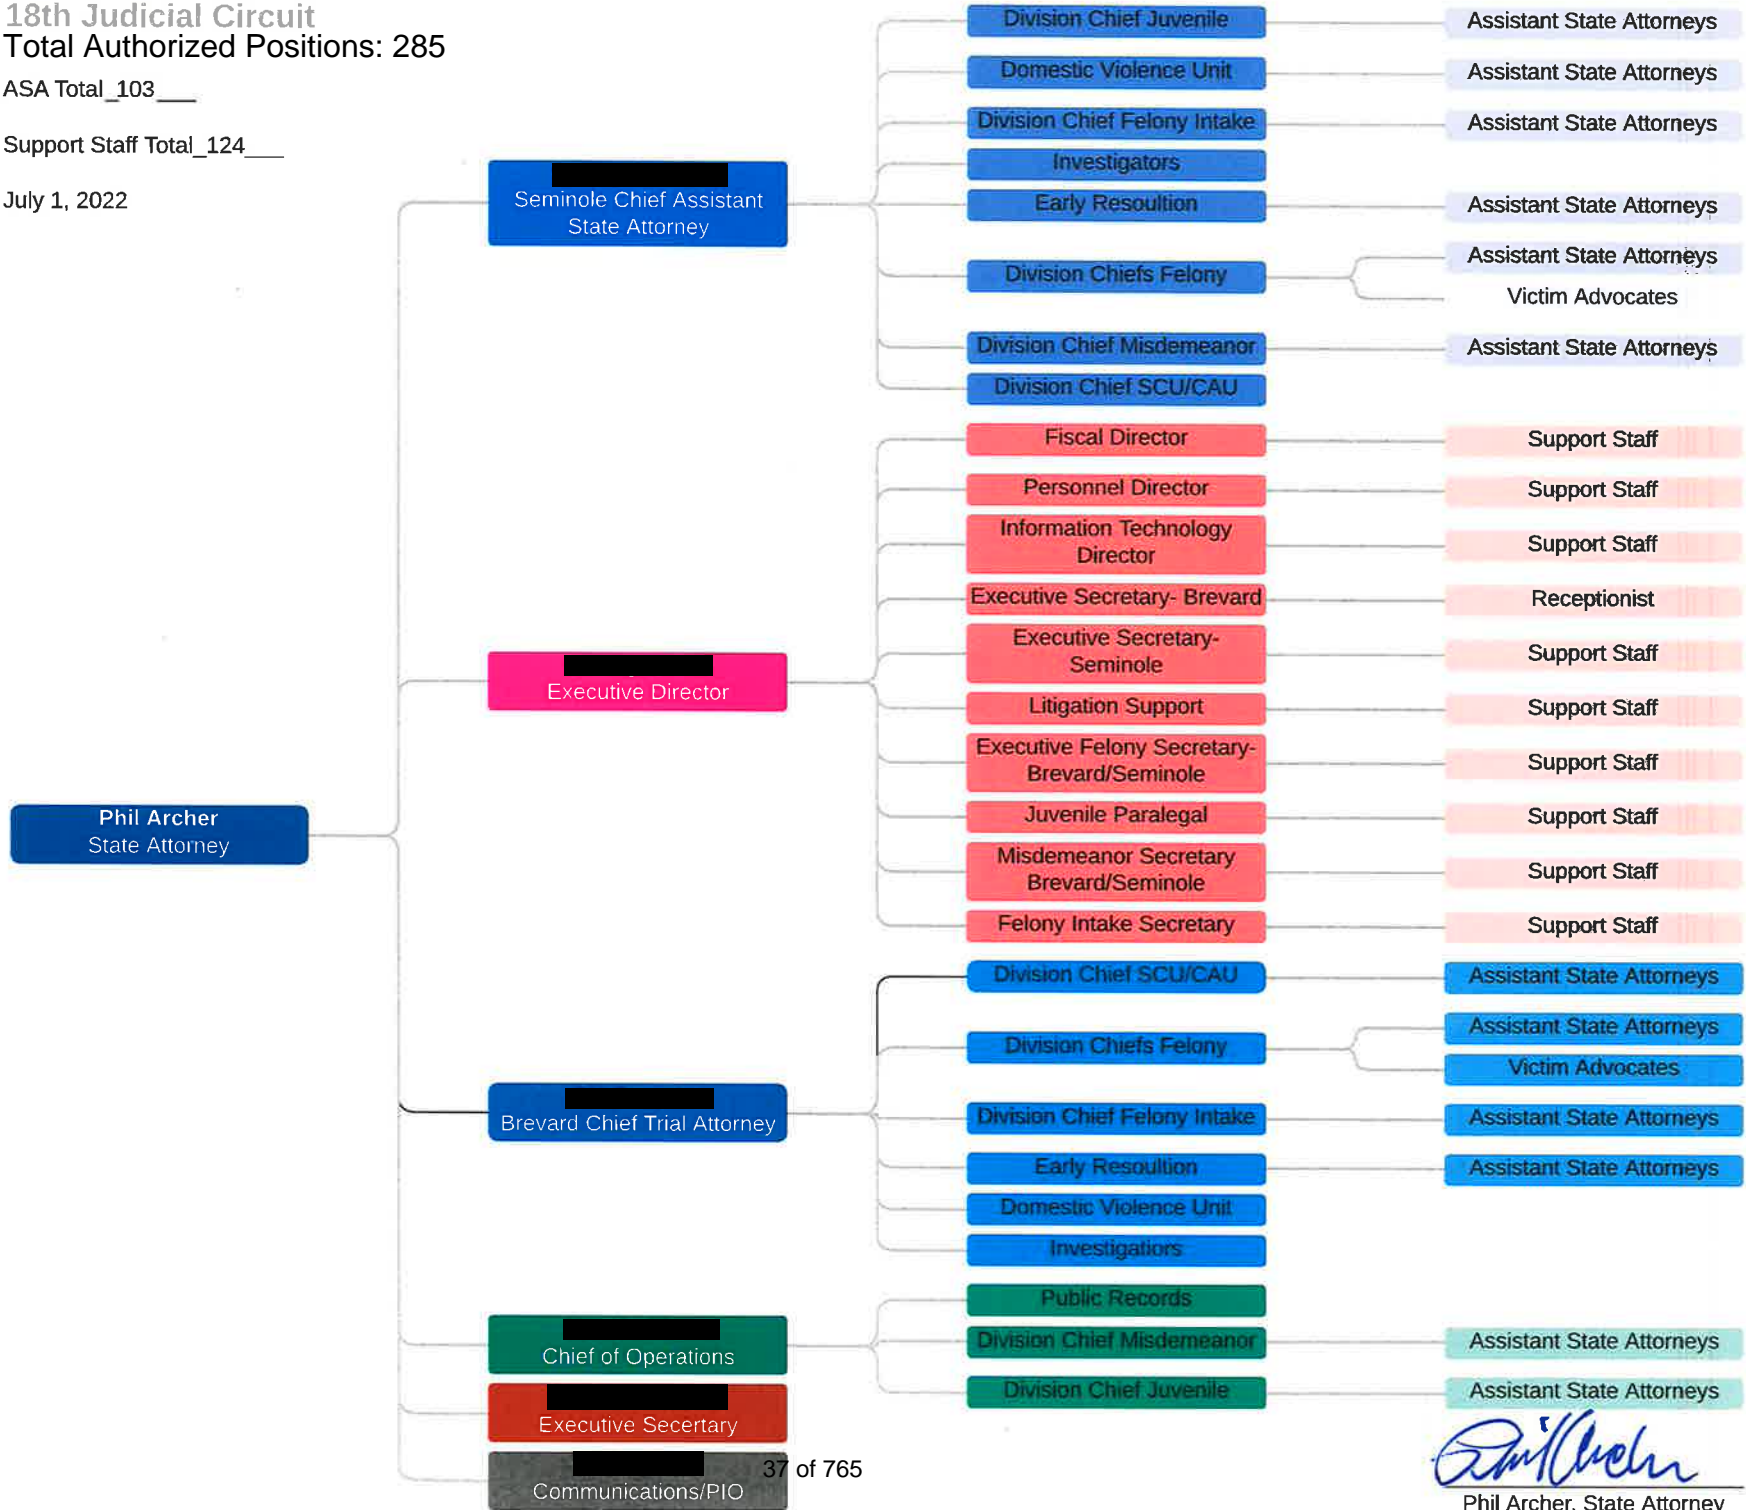 18th Judicial Circuit
Total Authorized Positions: 285
ASA Total_103___
Support Staff Total_124___
July 1, 2022
Phil Archer
State Attorney
Seminole Chief Assistant
State Attorney
Division Chief Juvenile
Assistant State Attorneys
Domestic Violence Unit
Assistant State Attorneys
Division Chief Felony Intake
Assistant State Attorneys
Investigators
Early Resoultion
Assistant State Attorneys
Division Chiefs Felony
Assistant State Attorneys
Victim Advocates
Division Chief Misdemeanor
Assistant State Attorneys
Division Chief SCU/CAU
Executive Director
Fiscal Director
Support Staff
Personnel Director
Support Staff
Information Technology
Director
Support Staff
Executive Secretary- Brevard
Receptionist
Executive Secretary-
Seminole
Support Staff
Litigation Support
Support Staff
Executive Felony Secretary-
Brevard/Seminole
Support Staff
Juvenile Paralegal
Support Staff
Misdemeanor Secretary
Brevard/Seminole
Support Staff
Felony Intake Secretary
Support Staff
Brevard Chief Trial Attorney
Division Chief SCU/CAU
Assistant State Attorneys
Division Chiefs Felony
Assistant State Attorneys
Victim Advocates
Division Chief Felony Intake
Assistant State Attorneys
Early Resoultion
Assistant State Attorneys
Domestic Violence Unit
Investigatiors
Chief of Operations
Public Records
Division Chief Misdemeanor
Assistant State Attorneys
Division Chief Juvenile
Assistant State Attorneys
Executive Secertary
Communications/PIO
37 of 765
Phil Archer, State Attorney